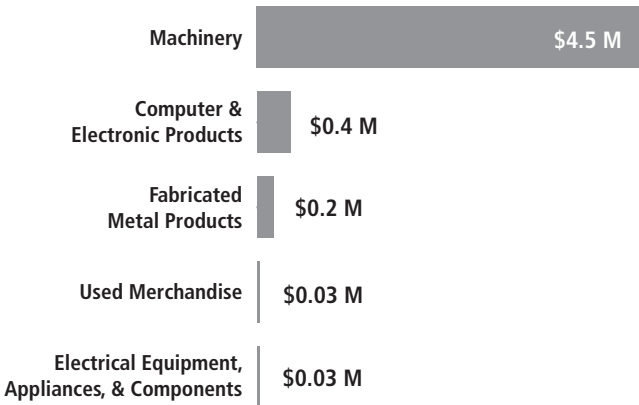 Machinery
$4.5 M
Computer &
Electronic Products
$0.4 M
Fabricated
Metal Products
$0.2 M
Used Merchandise
$0.03 M
Electrical Equipment,
Appliances, & Components
$0.03 M